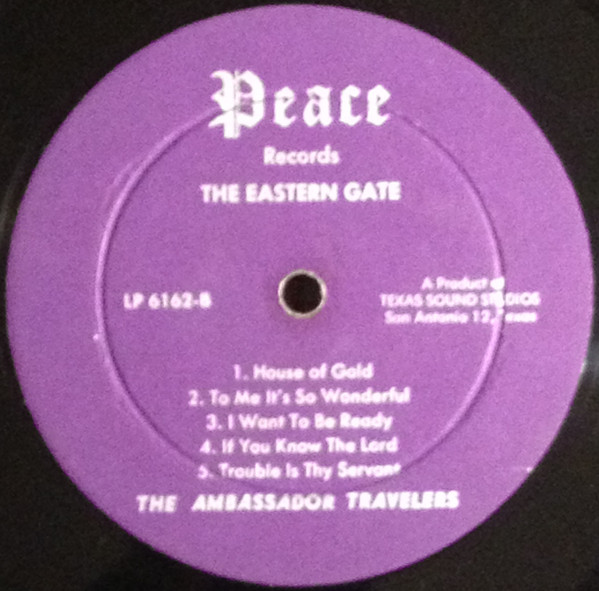 Peace
Records
THE EASTERN GATE
LP 6162-B
A Product of
TEXAS SOUND STUDIOS
San Antonio 12, Texas
1. House of Gold
2. To Me It's So Wonderful
3. I Want To Be Ready
4. If You Know The Lord
5. Trouble Is Thy Servant
THE AMBASSADOR TRAVELERS